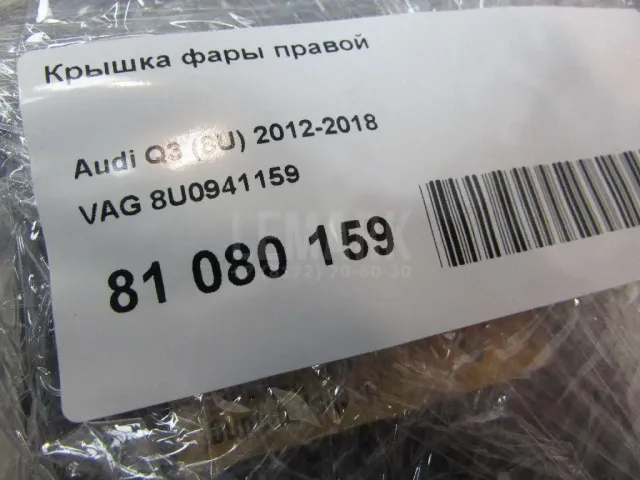 Крышка фары правой
Audi Q3 (8U) 2012-2018
VAG 8U0941159
81 080 159